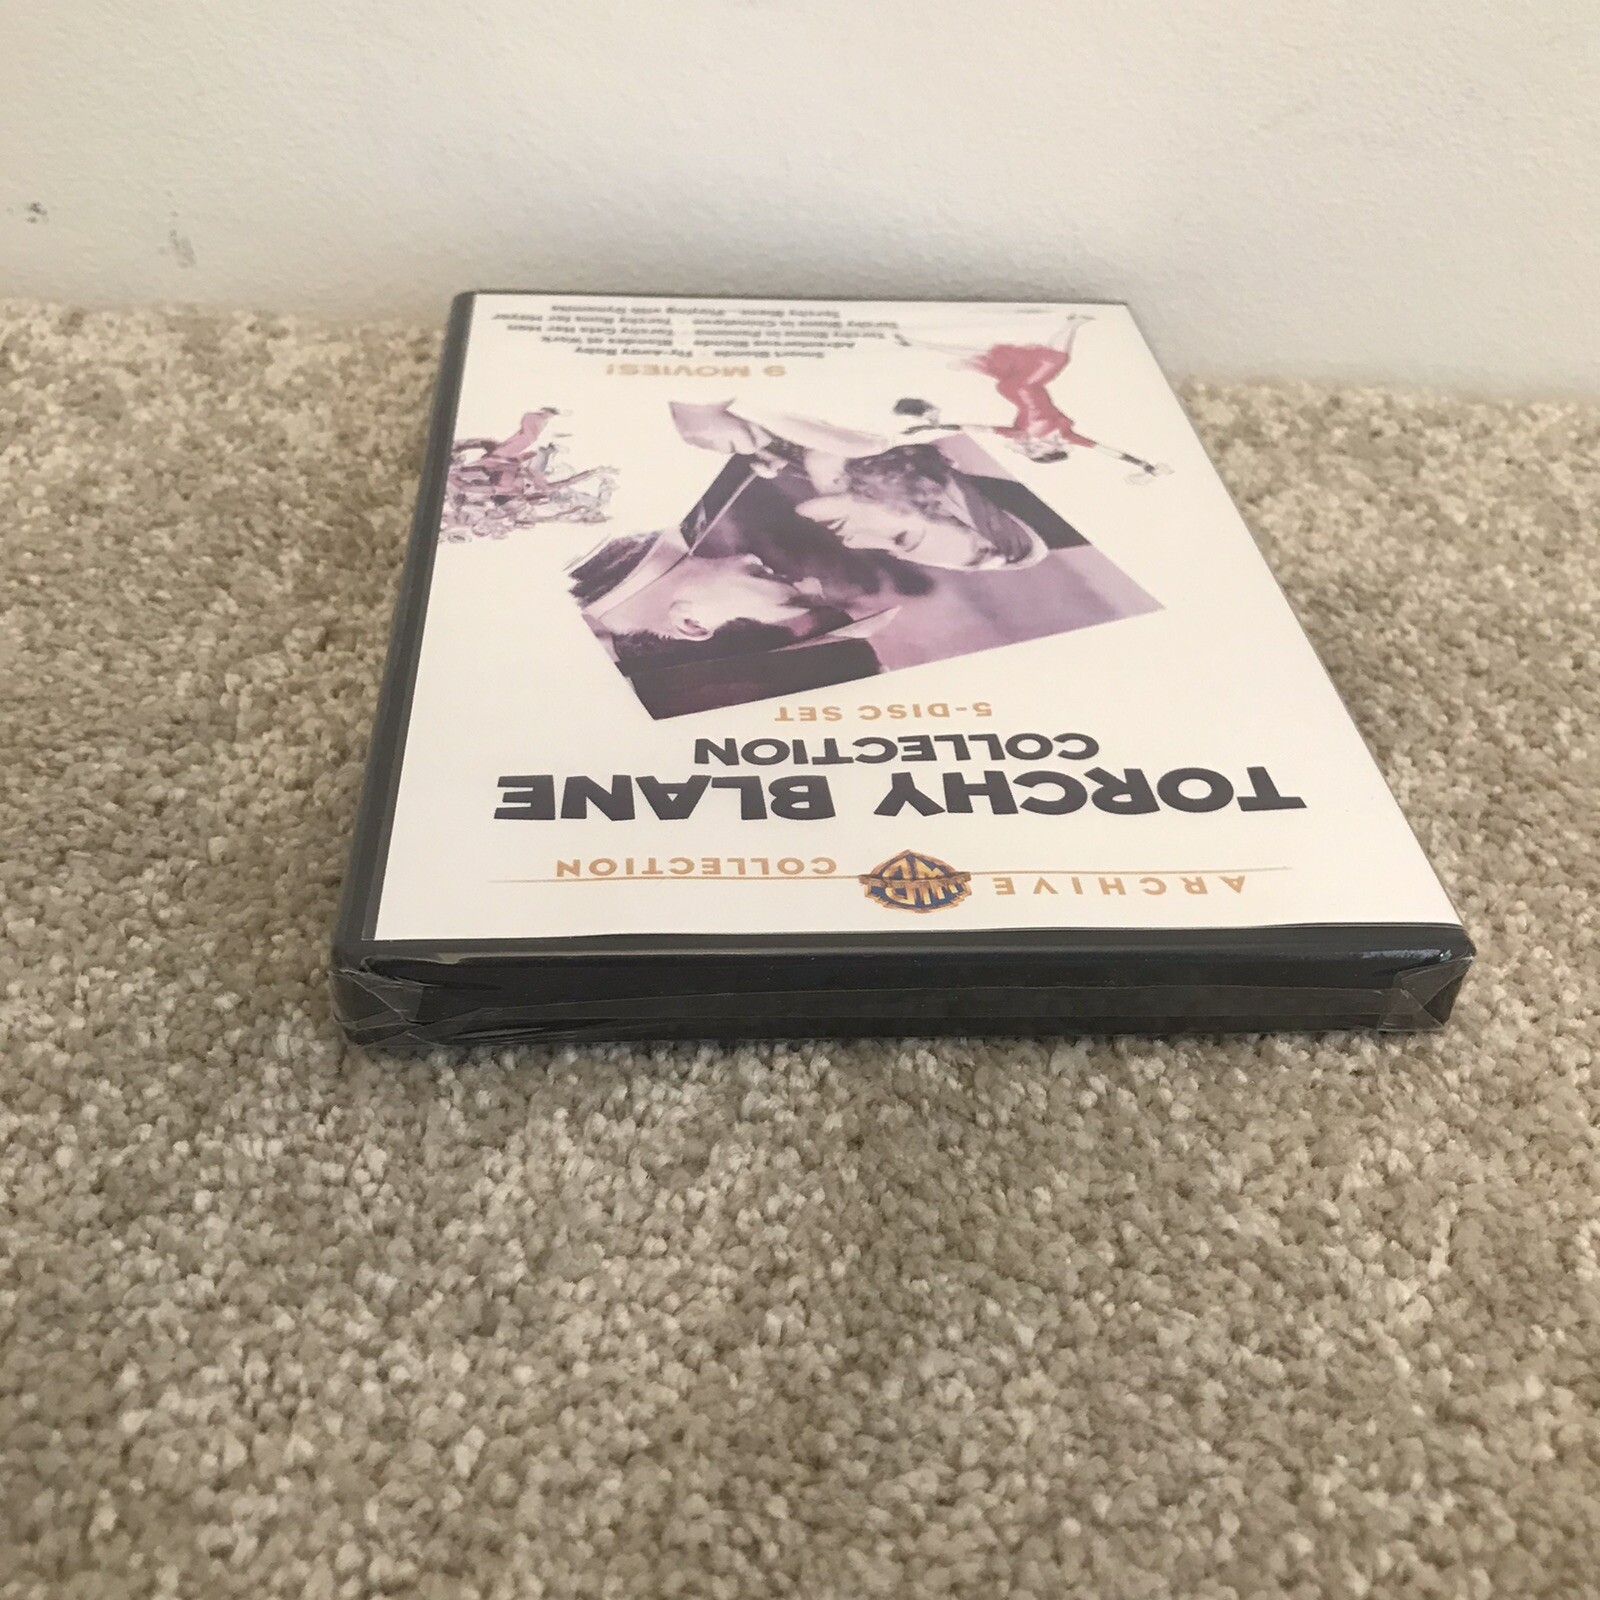 ARCHIVE WB COLLECTION
TORCHY BLANE
COLLECTION
5-DISC SET
9 MOVIES!
Smart Blonde · Fly-Away Baby
Adventurous Blonde · Blondes at Work
Torchy Blane in Panama · Torchy Gets Her Man
Torchy Blane in Chinatown · Torchy Runs for Mayor
Torchy Blane.. Playing with Dynamite